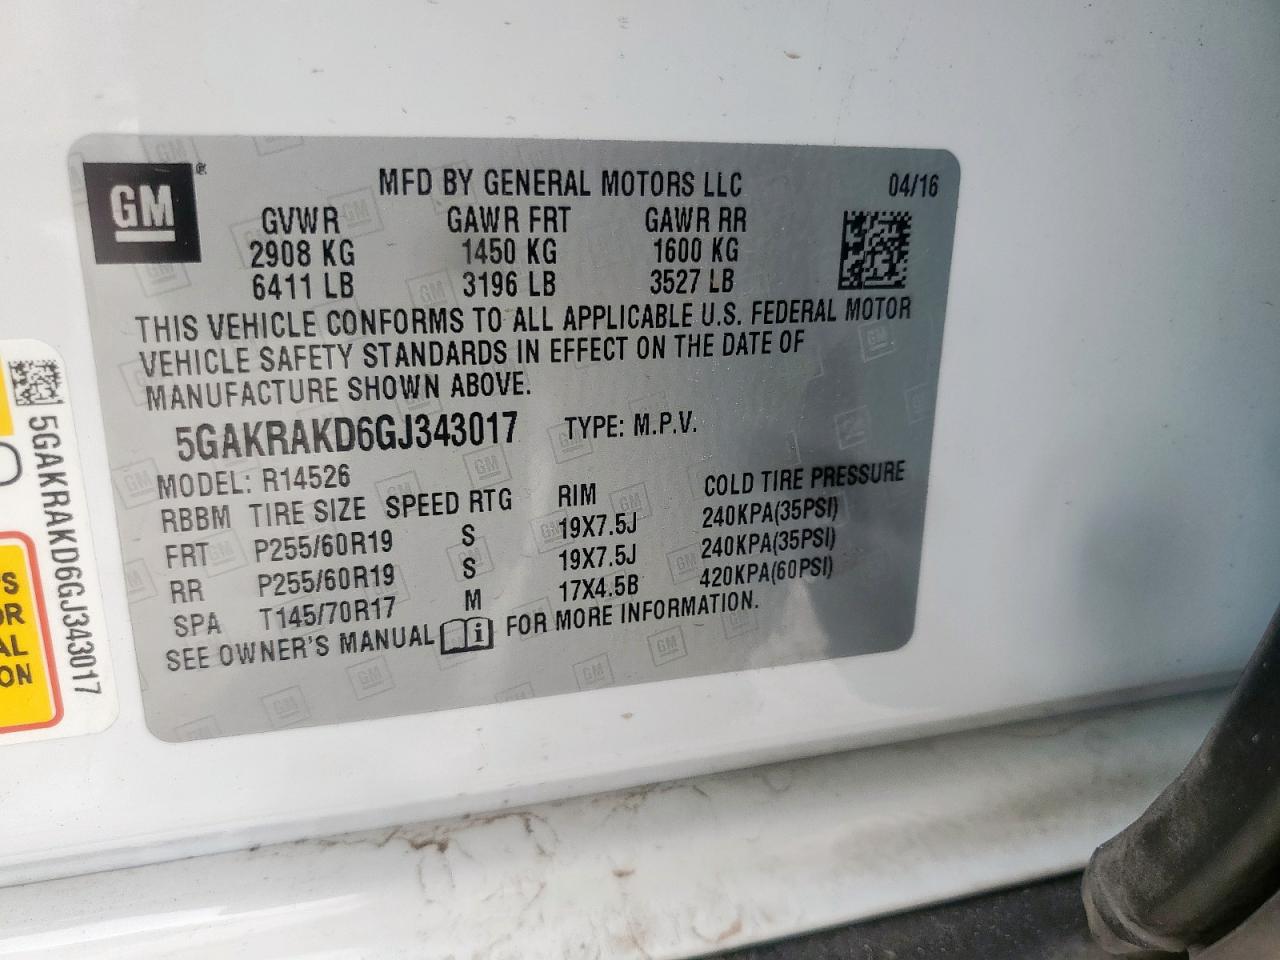 GM
MFD BY GENERAL MOTORS LLC 04/16
GVWR GAWR FRT GAWR RR
2908 KG 1450 KG 1600 KG
6411 LB 3196 LB 3527 LB
THIS VEHICLE CONFORMS TO ALL APPLICABLE U.S. FEDERAL MOTOR
VEHICLE SAFETY STANDARDS IN EFFECT ON THE DATE OF
MANUFACTURE SHOWN ABOVE.
5GAKRAKD6GJ343017 TYPE: M.P.V.
MODEL: R14526
RBBM TIRE SIZE SPEED RTG RIM COLD TIRE PRESSURE
FRT P255/60R19 S 19X7.5J 240KPA(35PSI)
RR P255/60R19 S 19X7.5J 240KPA(35PSI)
SPA T145/70R17 M 17X4.5B 420KPA(60PSI)
SEE OWNER'S MANUAL FOR MORE INFORMATION.
5GAKRAKD6GJ343017
S
OR
AL
ON